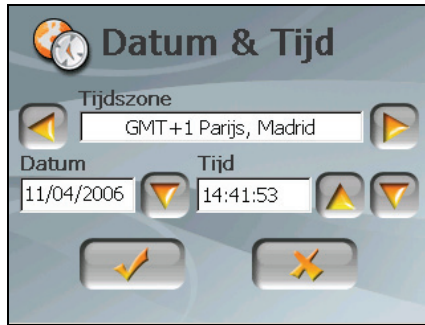 Datum & Tijd
Tijdszone
GMT+1 Parijs, Madrid
Datum Tijd
11/04/2006 14:41:53